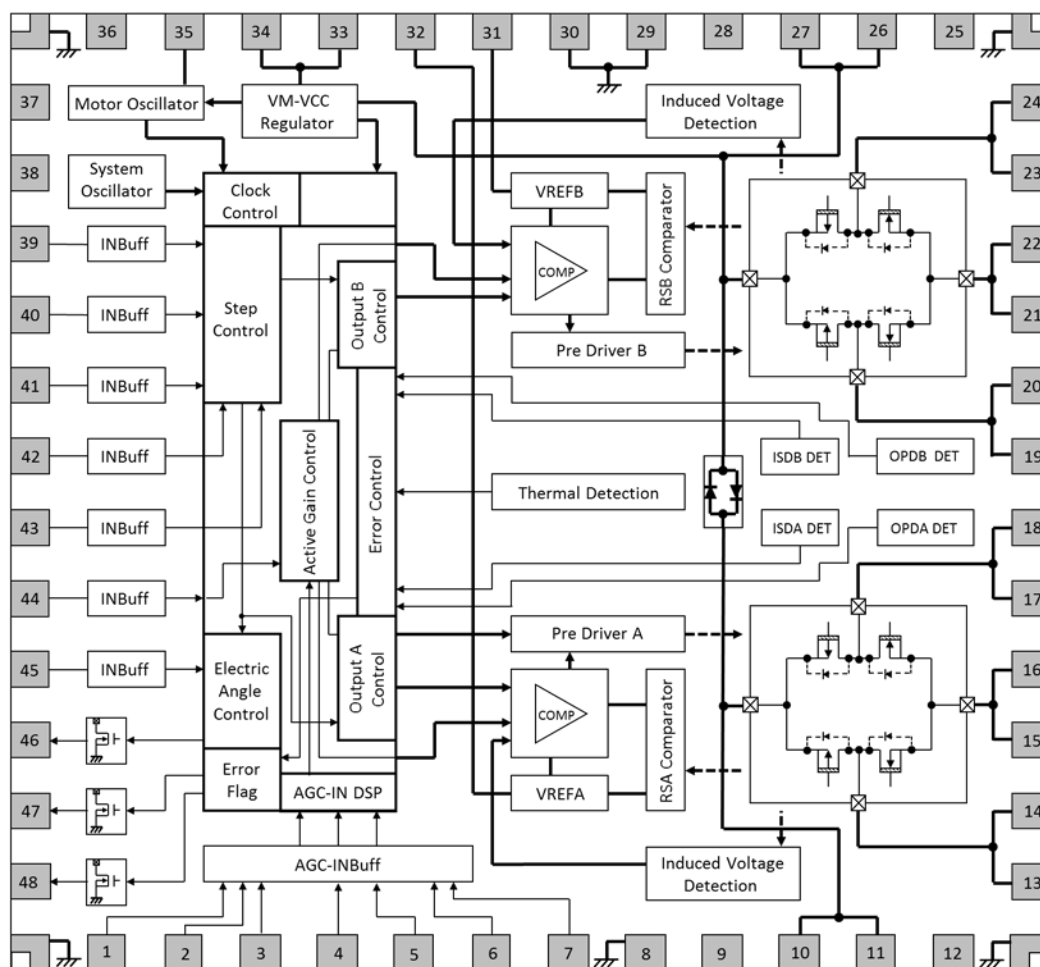 36 35 34 33 32 31 30 29 28 27 26 25
37 Motor Oscillator VM-VCC Regulator Induced Voltage Detection 24
38 System Oscillator Clock Control VREFB RSB Comparator 23
39 INBuff COMP 22
40 INBuff Step Control Output B Control 21
Pre Driver B
41 INBuff 20
42 INBuff ISDB DET OPDB DET 19
Active Gain Control Error Control Thermal Detection
43 INBuff ISDA DET OPDA DET 18
44 INBuff 17
Pre Driver A
45 INBuff Electric Angle Control Output A Control RSA Comparator 16
46 COMP 15
47 Error Flag AGC-IN DSP VREFA 14
48 AGC-INBuff Induced Voltage Detection 13
1 2 3 4 5 6 7 8 9 10 11 12